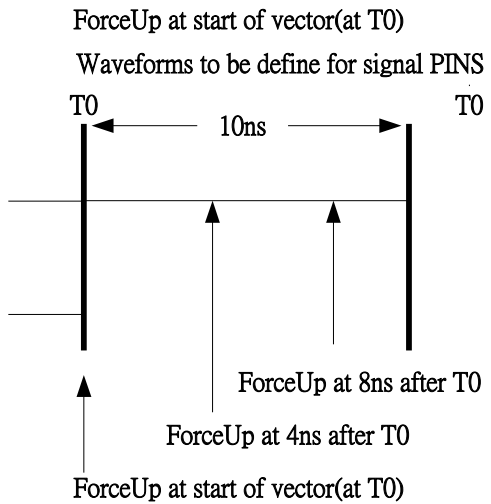 ForceUp at start of vector(at T0)
Waveforms to be define for signal PINS
T0 T0
10ns
ForceUp at 8ns after T0
ForceUp at 4ns after T0
ForceUp at start of vector(at T0)